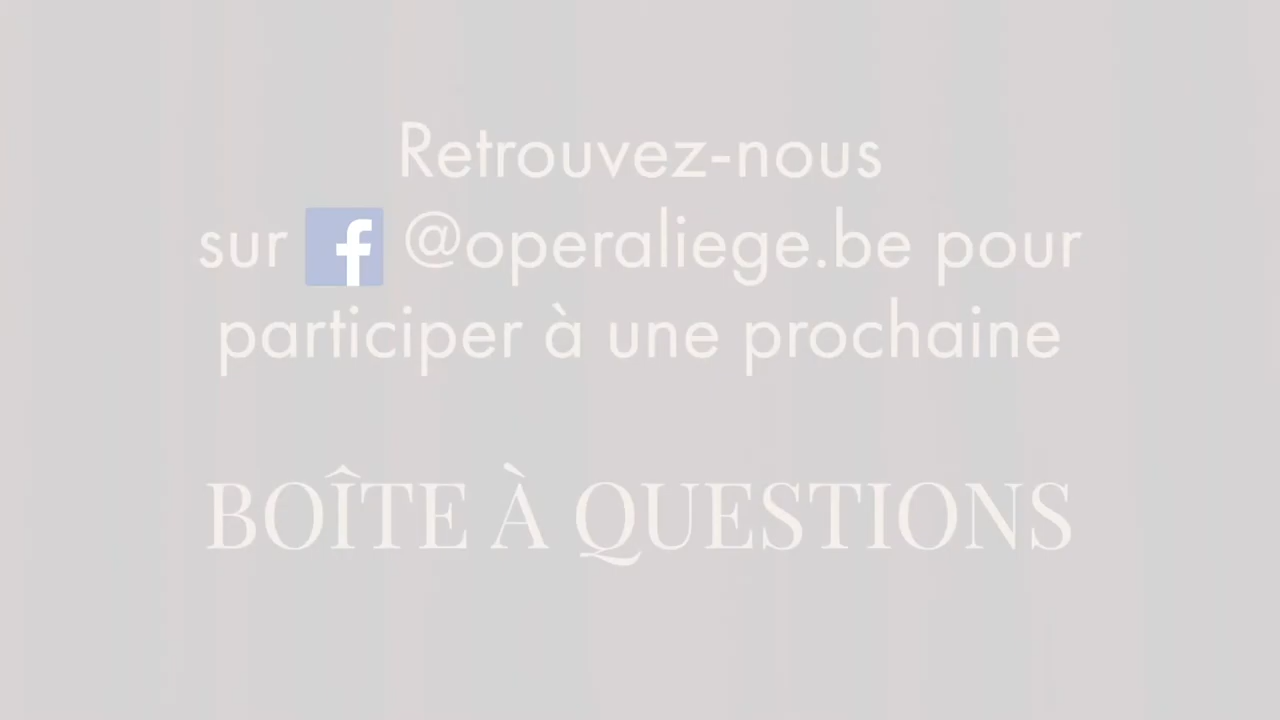 Retrouvez-nous
sur f @operaliege.be pour
participer à une prochaine
BOÎTE À QUESTIONS